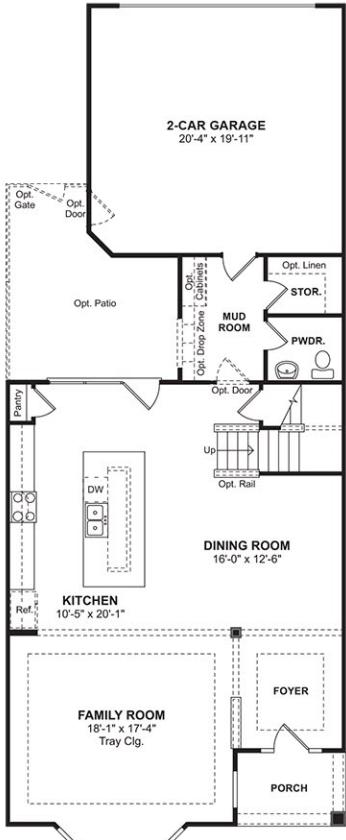 2-CAR GARAGE
20'-4" x 19'-11"
Opt.
Gate
Opt.
Door
Opt. Patio
Opt.
Cabinets
Opt. Drop Zone
MUD
ROOM
Opt. Linen
STOR.
PWDR.
Opt. Door
Pantry
Up
Opt. Rail
DW
DINING ROOM
16'-0" x 12'-6"
Ref.
KITCHEN
10'-5" x 20'-1"
FAMILY ROOM
18'-1" x 17'-4"
Tray Clg.
FOYER
PORCH